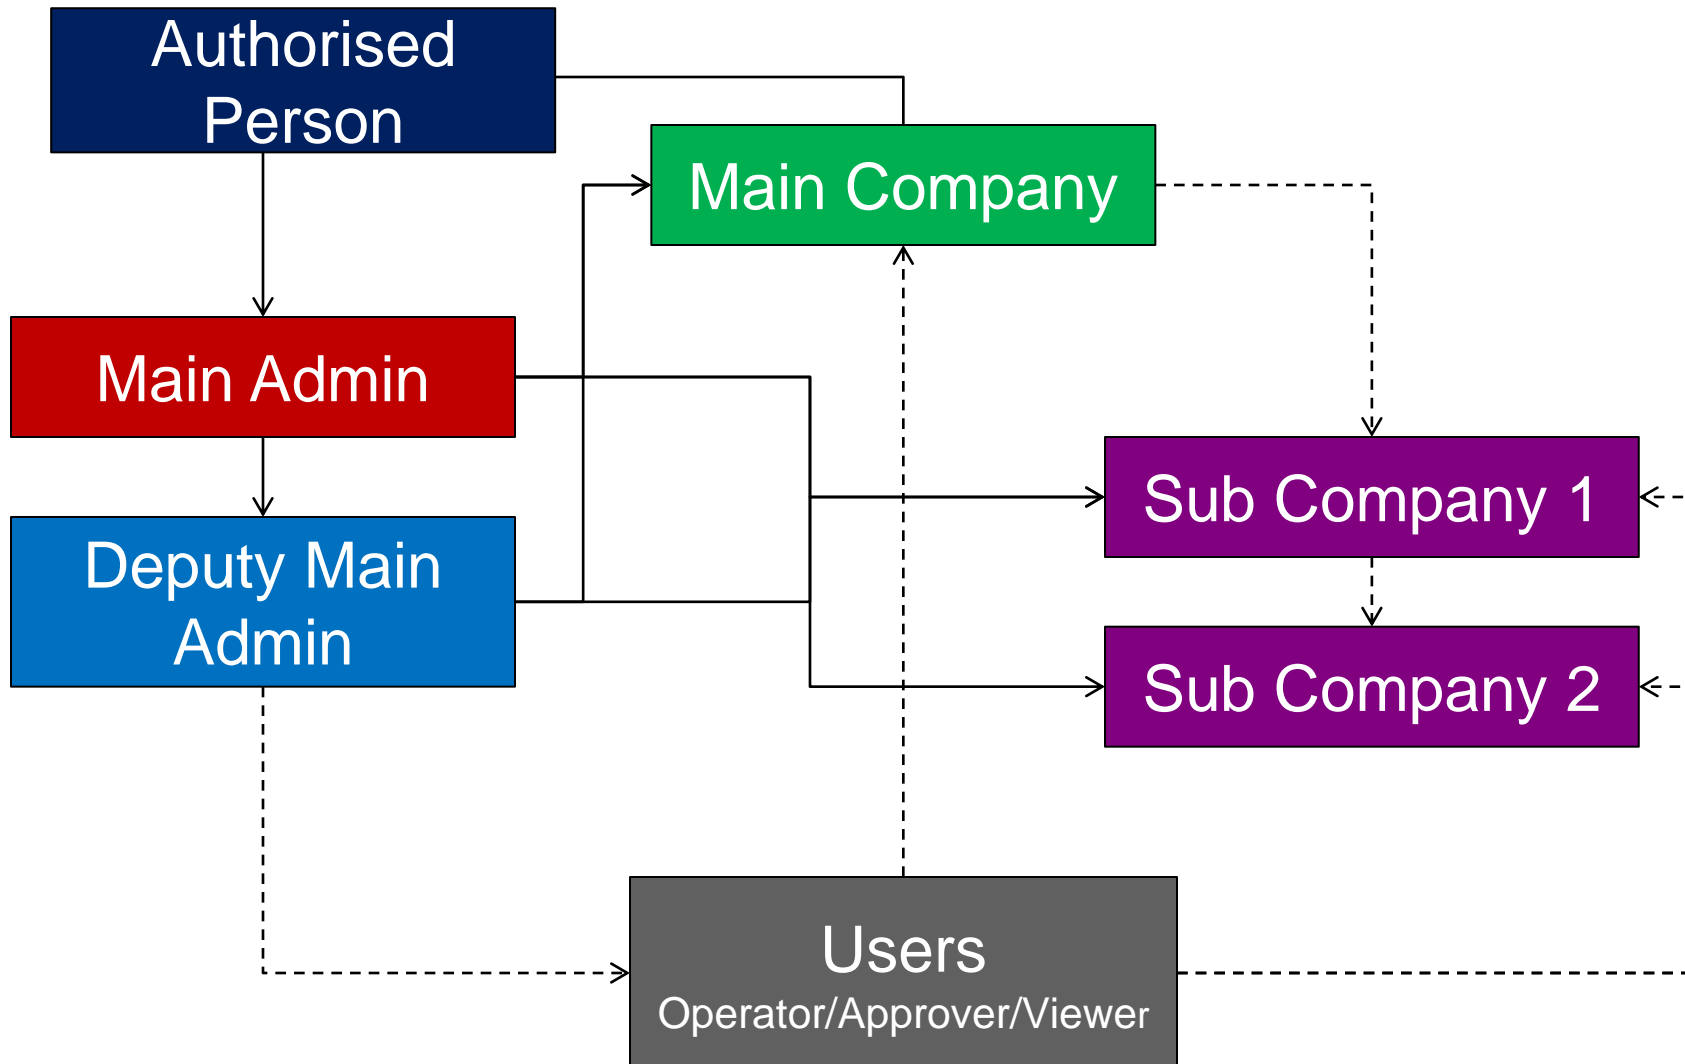 Authorised
Person
Main Company
Main Admin
Sub Company 1
Deputy Main
Admin
Sub Company 2
Users
Operator/Approver/Viewer